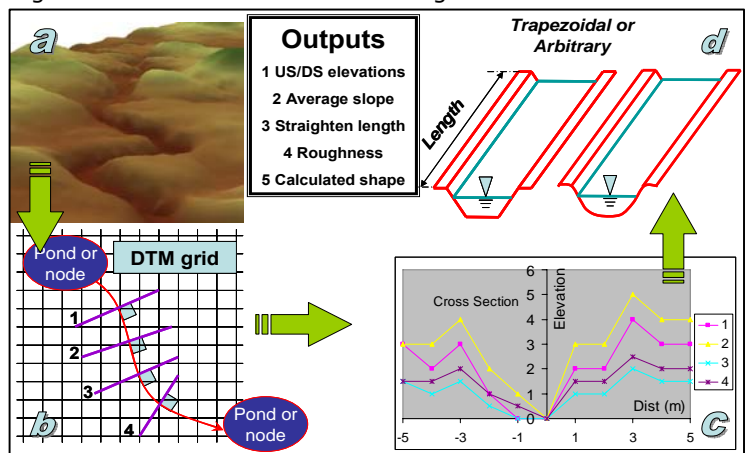 a
Outputs
1 US/DS elevations
2 Average slope
3 Straighten length
4 Roughness
5 Calculated shape
Trapezoidal or
Arbitrary
d
Length
Pond or
node
DTM grid
1
2
3
4
b
Pond or
node
6
5
4
3
2
1
0
Cross Section
Elevation
Dist (m)
-5 -3 -1 1 3 5
1
2
3
4
c